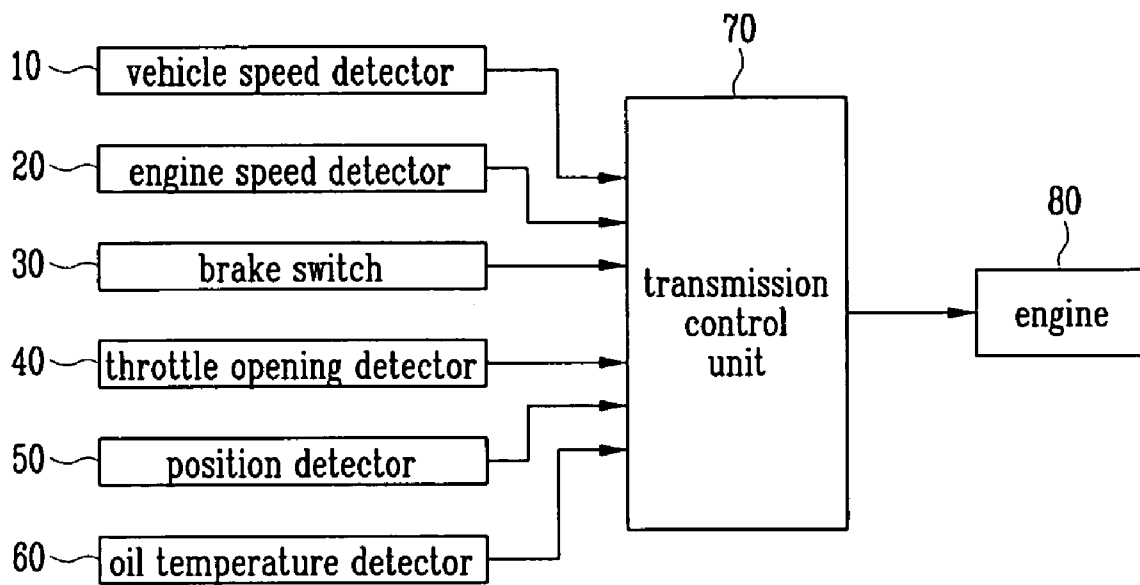 70
10 vehicle speed detector
20 engine speed detector
80
30 brake switch
transmission
control
unit
engine
40 throttle opening detector
50 position detector
60 oil temperature detector